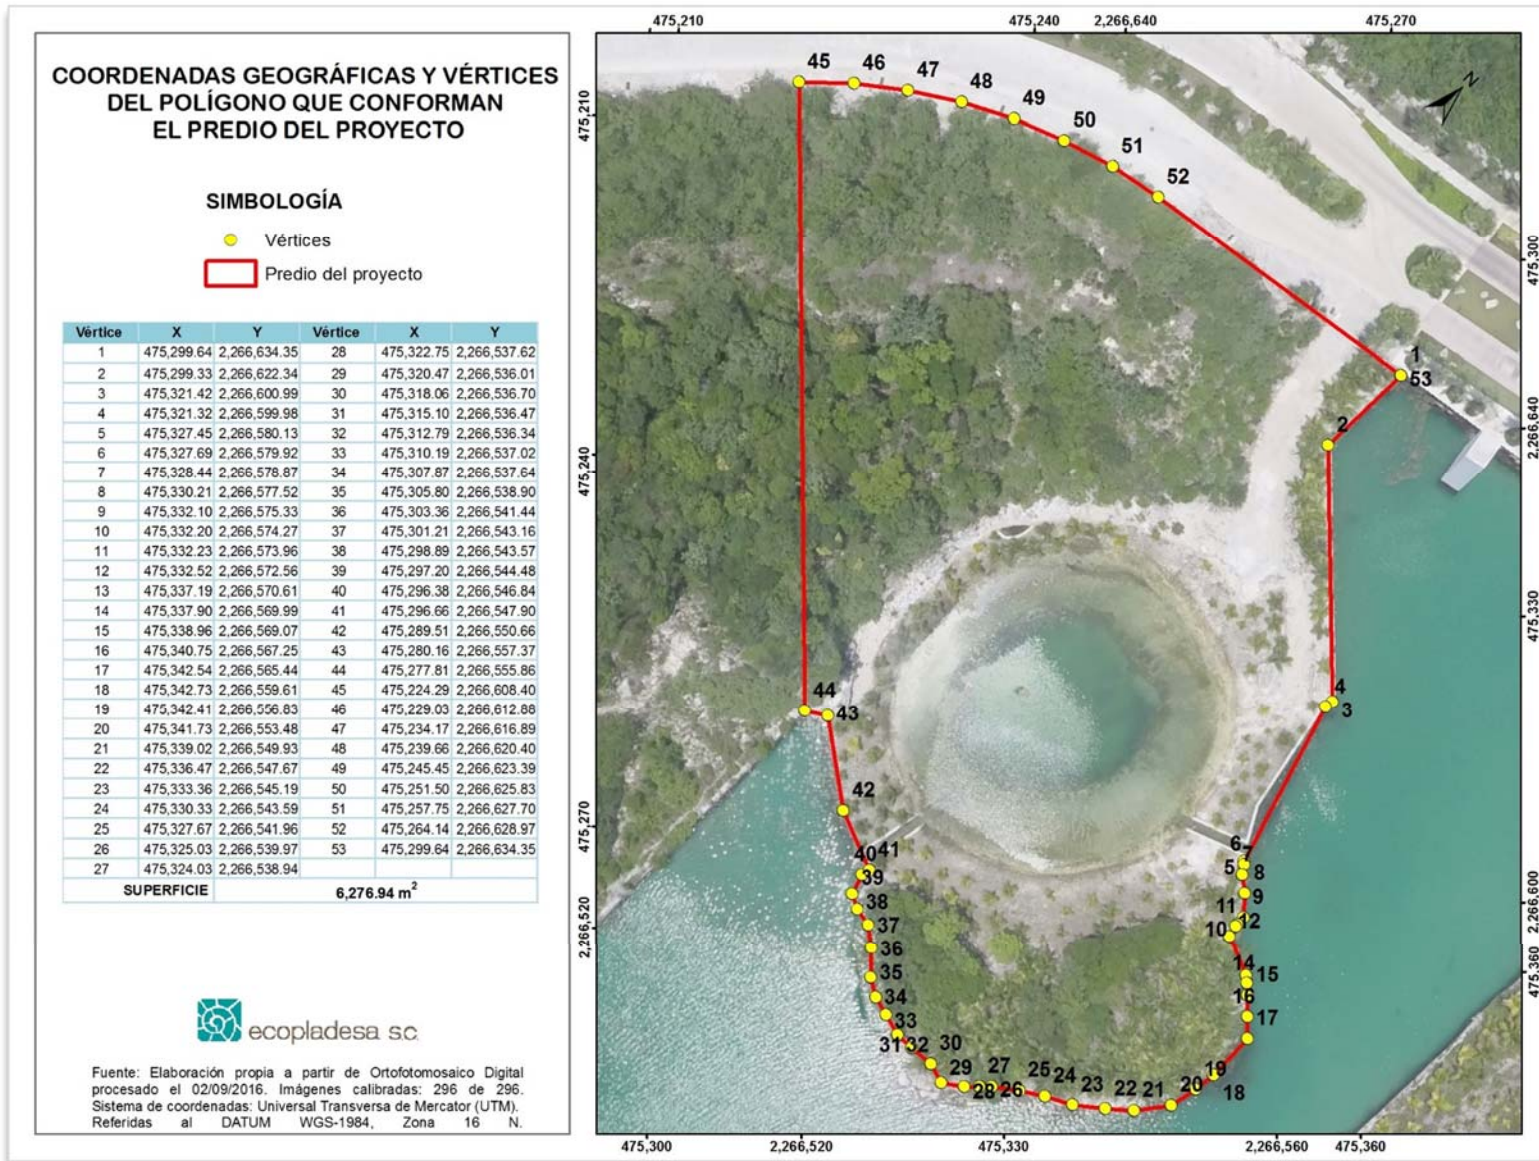 COORDENADAS GEOGRÁFICAS Y VÉRTICES
DEL POLÍGONO QUE CONFORMAN
EL PREDIO DEL PROYECTO
SIMBOLOGÍA
Vértices
Predio del proyecto
Vértice X Y Vértice X Y
1 475,299.64 2,266,634.35 28 475,322.75 2,266,537.62
2 475,299.33 2,266,622.34 29 475,320.47 2,266,536.01
3 475,321.42 2,266,600.99 30 475,318.06 2,266,536.70
4 475,321.32 2,266,599.98 31 475,315.10 2,266,536.47
5 475,327.45 2,266,580.13 32 475,312.79 2,266,536.34
6 475,327.69 2,266,579.92 33 475,310.19 2,266,537.02
7 475,328.44 2,266,578.87 34 475,307.87 2,266,537.64
8 475,330.21 2,266,577.52 35 475,305.80 2,266,538.90
9 475,332.10 2,266,575.33 36 475,303.36 2,266,541.44
10 475,332.20 2,266,574.27 37 475,301.21 2,266,543.16
11 475,332.23 2,266,573.96 38 475,298.89 2,266,543.57
12 475,332.52 2,266,572.56 39 475,297.20 2,266,544.48
13 475,337.19 2,266,570.61 40 475,296.38 2,266,546.84
14 475,337.90 2,266,569.99 41 475,296.66 2,266,547.90
15 475,338.96 2,266,569.07 42 475,289.51 2,266,550.66
16 475,340.75 2,266,567.25 43 475,280.16 2,266,557.37
17 475,342.54 2,266,565.44 44 475,277.81 2,266,555.86
18 475,342.73 2,266,559.61 45 475,224.29 2,266,608.40
19 475,342.41 2,266,556.83 46 475,229.03 2,266,612.88
20 475,341.73 2,266,553.48 47 475,234.17 2,266,616.89
21 475,339.02 2,266,549.93 48 475,239.66 2,266,620.40
22 475,336.47 2,266,547.67 49 475,245.45 2,266,623.39
23 475,333.36 2,266,545.19 50 475,251.50 2,266,625.83
24 475,330.33 2,266,543.59 51 475,257.75 2,266,627.70
25 475,327.67 2,266,541.96 52 475,264.14 2,266,628.97
26 475,325.03 2,266,539.97 53 475,299.64 2,266,634.35
27 475,324.03 2,266,538.94
SUPERFICIE 6,276.94 m²
ecopladesa s.c.
Fuente: Elaboración propia a partir de Ortofotomosaico Digital
procesado el 02/09/2016. Imágenes calibradas: 296 de 296.
Sistema de coordenadas: Universal Transversa de Mercator (UTM).
Referidas al DATUM WGS-1984, Zona 16 N.
475,210 475,240 2,266,640 475,270
475,210
475,240
475,270
2,266,520
475,300
2,266,640
475,330
2,266,600
475,360
475,300 2,266,520 475,330 2,266,560 475,360
N
45
46
47
48
49
50
51
52
1
53
2
4
3
44
43
42
6
7
5
8
9
11
12
10
14
15
16
17
19
18
20
21
22
23
24
25
26
27
28
29
30
32
31
33
34
35
36
37
38
39
40
41